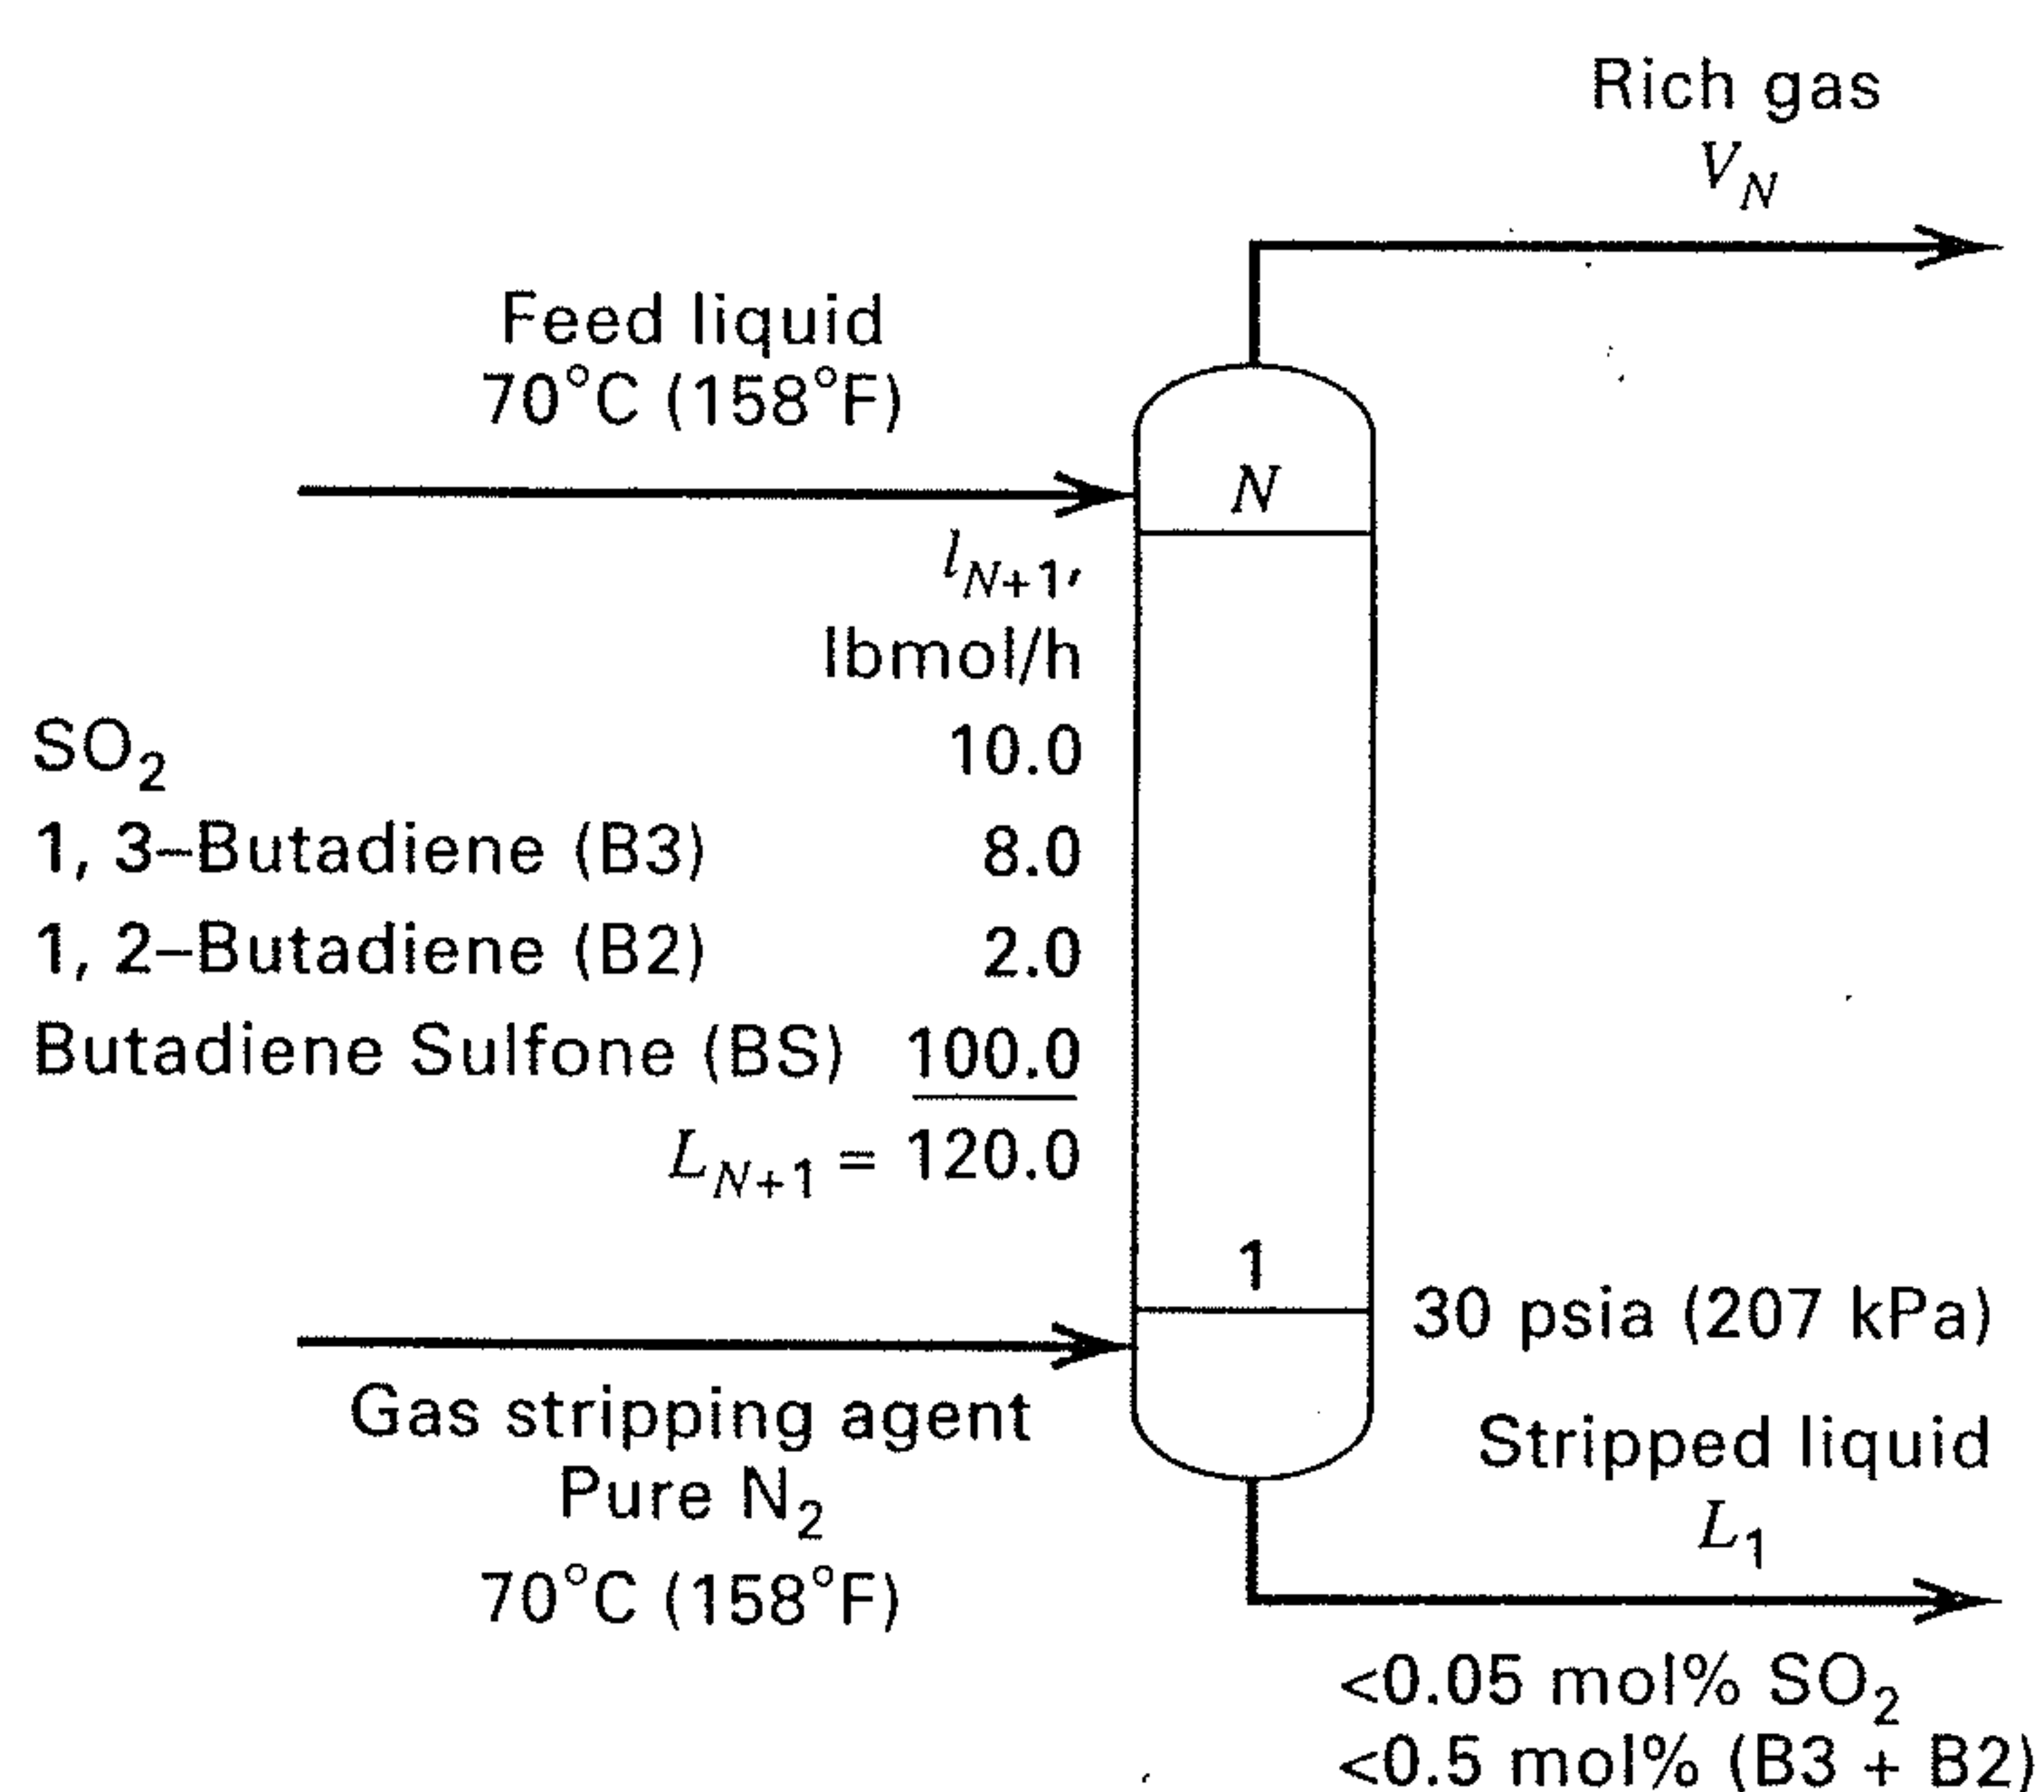 Rich gas
V_N
Feed liquid
70°C (158°F)
N
l_{N+1},
lbmol/h
SO₂ 10.0
1, 3–Butadiene (B3) 8.0
1, 2–Butadiene (B2) 2.0
Butadiene Sulfone (BS) 100.0
L_{N+1} = 120.0
1
30 psia (207 kPa)
Gas stripping agent
Pure N₂
70°C (158°F)
Stripped liquid
L₁
<0.05 mol% SO₂
<0.5 mol% (B3 + B2)